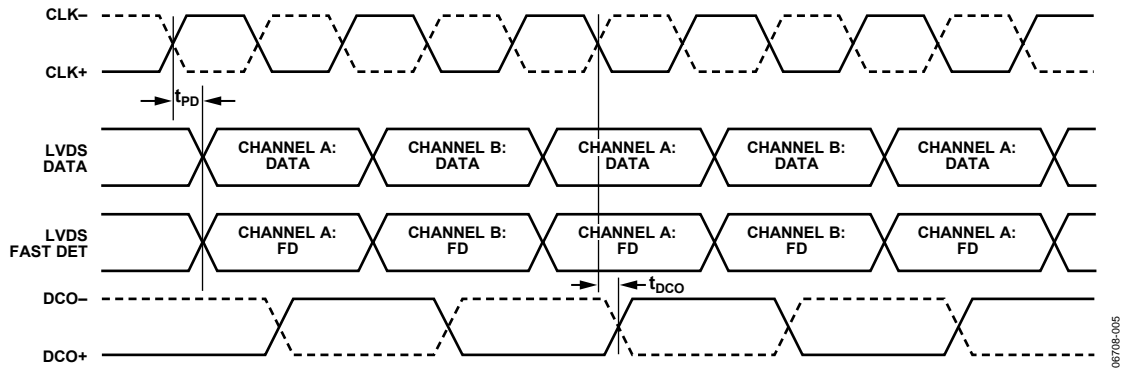 CLK–
CLK+
tPD
LVDS
DATA
CHANNEL A:
DATA
CHANNEL B:
DATA
CHANNEL A:
DATA
CHANNEL B:
DATA
CHANNEL A:
DATA
LVDS
FAST DET
CHANNEL A:
FD
CHANNEL B:
FD
CHANNEL A:
FD
CHANNEL B:
FD
CHANNEL A:
FD
tDCO
DCO–
DCO+
06708-005